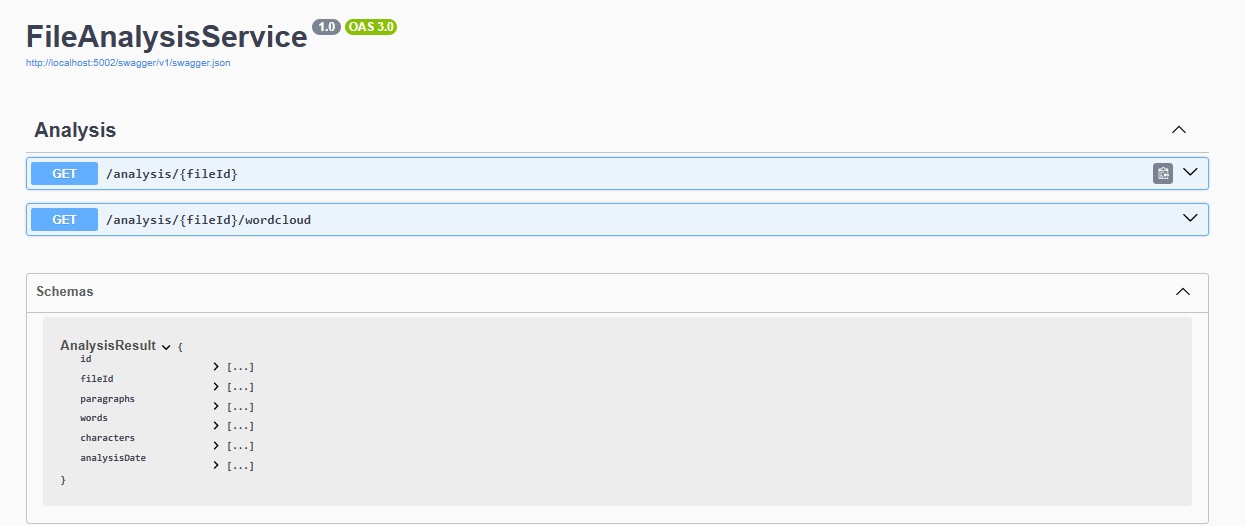 FileAnalysisService 1.0 OAS 3.0
http://localhost:5002/swagger/v1/swagger.json
Analysis
GET /analysis/{fileId}
GET /analysis/{fileId}/wordcloud
Schemas
AnalysisResult {
id [...]
fileId [...]
paragraphs [...]
words [...]
characters [...]
analysisDate [...]
}